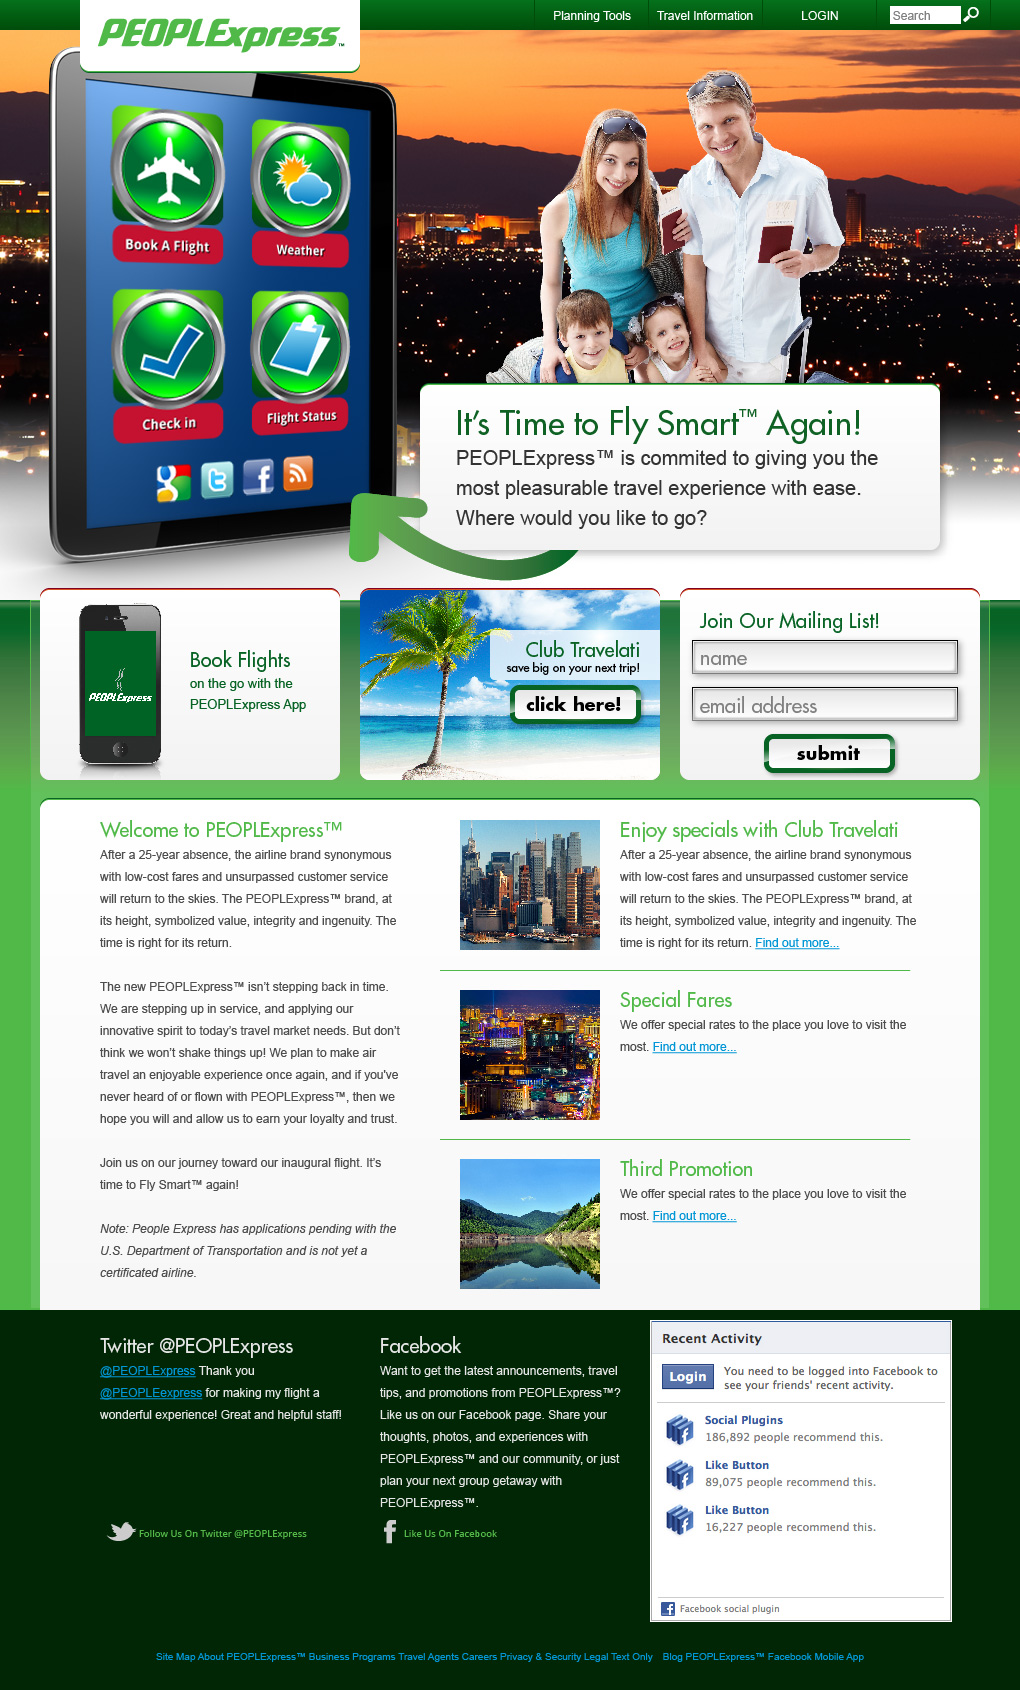 PEOPLExpress™
Planning Tools
Travel Information
LOGIN
Search
Book A Flight
Weather
Check in
Flight Status
It's Time to Fly Smart™ Again!
PEOPLExpress™ is commited to giving you the
most pleasurable travel experience with ease.
Where would you like to go?
PEOPLExpress
Book Flights
on the go with the
PEOPLExpress App
Club Travelati
save big on your next trip!
click here!
Join Our Mailing List!
name
email address
submit
Welcome to PEOPLExpress™
After a 25-year absence, the airline brand synonymous
with low-cost fares and unsurpassed customer service
will return to the skies. The PEOPLExpress™ brand, at
its height, symbolized value, integrity and ingenuity. The
time is right for its return.
The new PEOPLExpress™ isn't stepping back in time.
We are stepping up in service, and applying our
innovative spirit to today's travel market needs. But don't
think we won't shake things up! We plan to make air
travel an enjoyable experience once again, and if you've
never heard of or flown with PEOPLExpress™, then we
hope you will and allow us to earn your loyalty and trust.
Join us on our journey toward our inaugural flight. It's
time to Fly Smart™ again!
Note: People Express has applications pending with the
U.S. Department of Transportation and is not yet a
certificated airline.
Enjoy specials with Club Travelati
After a 25-year absence, the airline brand synonymous
with low-cost fares and unsurpassed customer service
will return to the skies. The PEOPLExpress™ brand, at
its height, symbolized value, integrity and ingenuity. The
time is right for its return. Find out more...
Special Fares
We offer special rates to the place you love to visit the
most. Find out more...
Third Promotion
We offer special rates to the place you love to visit the
most. Find out more...
Twitter @PEOPLExpress
@PEOPLExpress Thank you
@PEOPLEexpress for making my flight a
wonderful experience! Great and helpful staff!
Follow Us On Twitter @PEOPLExpress
Facebook
Want to get the latest announcements, travel
tips, and promotions from PEOPLExpress™?
Like us on our Facebook page. Share your
thoughts, photos, and experiences with
PEOPLExpress™ and our community, or just
plan your next group getaway with
PEOPLExpress™.
Like Us On Facebook
Recent Activity
Login
You need to be logged into Facebook to
see your friends' recent activity.
Social Plugins
186,892 people recommend this.
Like Button
89,075 people recommend this.
Like Button
16,227 people recommend this.
Facebook social plugin
Site Map About PEOPLExpress™ Business Programs Travel Agents Careers Privacy & Security Legal Text Only Blog PEOPLExpress™ Facebook Mobile App